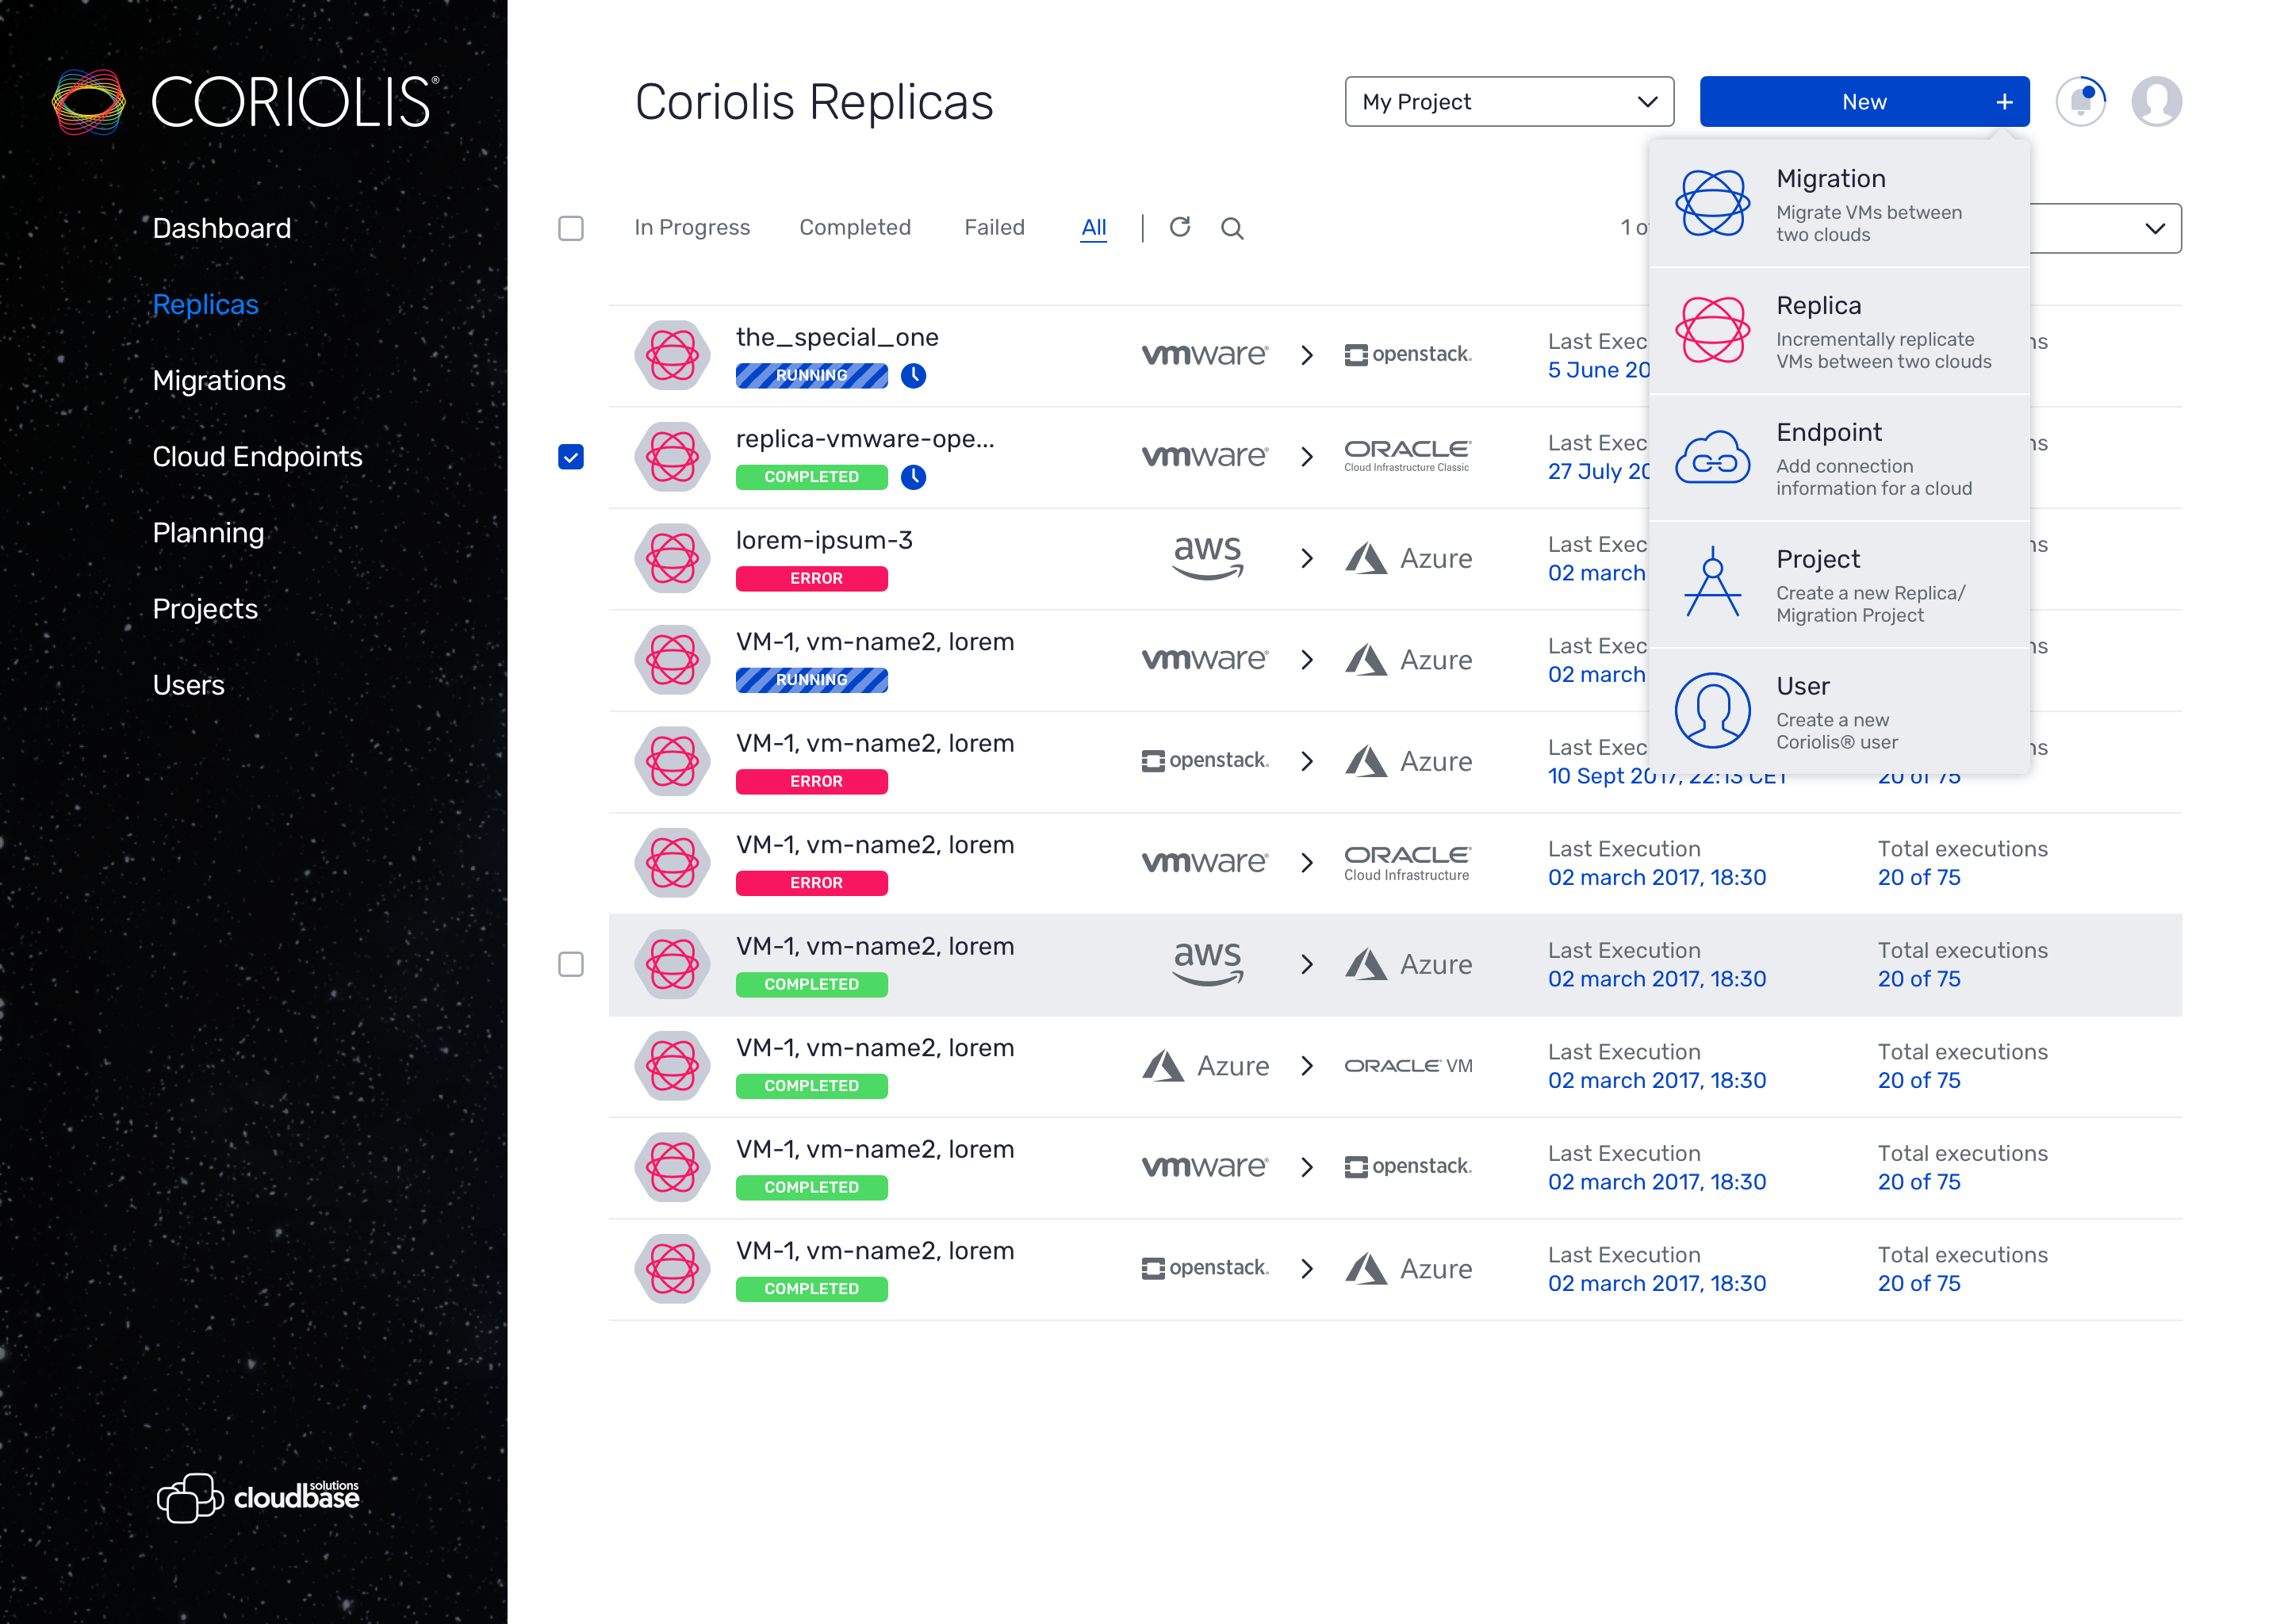 CORIOLIS®
Dashboard
Replicas
Migrations
Cloud Endpoints
Planning
Projects
Users
cloudbase solutions
Coriolis Replicas
My Project
New
In Progress
Completed
Failed
All
1 o
Migration
Migrate VMs between
two clouds
Replica
Incrementally replicate
VMs between two clouds
Endpoint
Add connection
information for a cloud
Project
Create a new Replica/
Migration Project
User
Create a new
Coriolis® user
the_special_one
RUNNING
vmware®
openstack.
Last Exec
5 June 20
ns
replica-vmware-ope...
COMPLETED
vmware®
ORACLE®
Cloud Infrastructure Classic
Last Exec
27 July 20
ns
lorem-ipsum-3
ERROR
aws
Azure
Last Exec
02 march
ns
VM-1, vm-name2, lorem
RUNNING
vmware®
Azure
Last Exec
02 march
ns
VM-1, vm-name2, lorem
ERROR
openstack.
Azure
Last Exec
10 Sept 2017, 22:13 CET
ns
20 of 75
VM-1, vm-name2, lorem
ERROR
vmware®
ORACLE®
Cloud Infrastructure
Last Execution
02 march 2017, 18:30
Total executions
20 of 75
VM-1, vm-name2, lorem
COMPLETED
aws
Azure
Last Execution
02 march 2017, 18:30
Total executions
20 of 75
VM-1, vm-name2, lorem
COMPLETED
Azure
ORACLE® VM
Last Execution
02 march 2017, 18:30
Total executions
20 of 75
VM-1, vm-name2, lorem
COMPLETED
vmware®
openstack.
Last Execution
02 march 2017, 18:30
Total executions
20 of 75
VM-1, vm-name2, lorem
COMPLETED
openstack.
Azure
Last Execution
02 march 2017, 18:30
Total executions
20 of 75